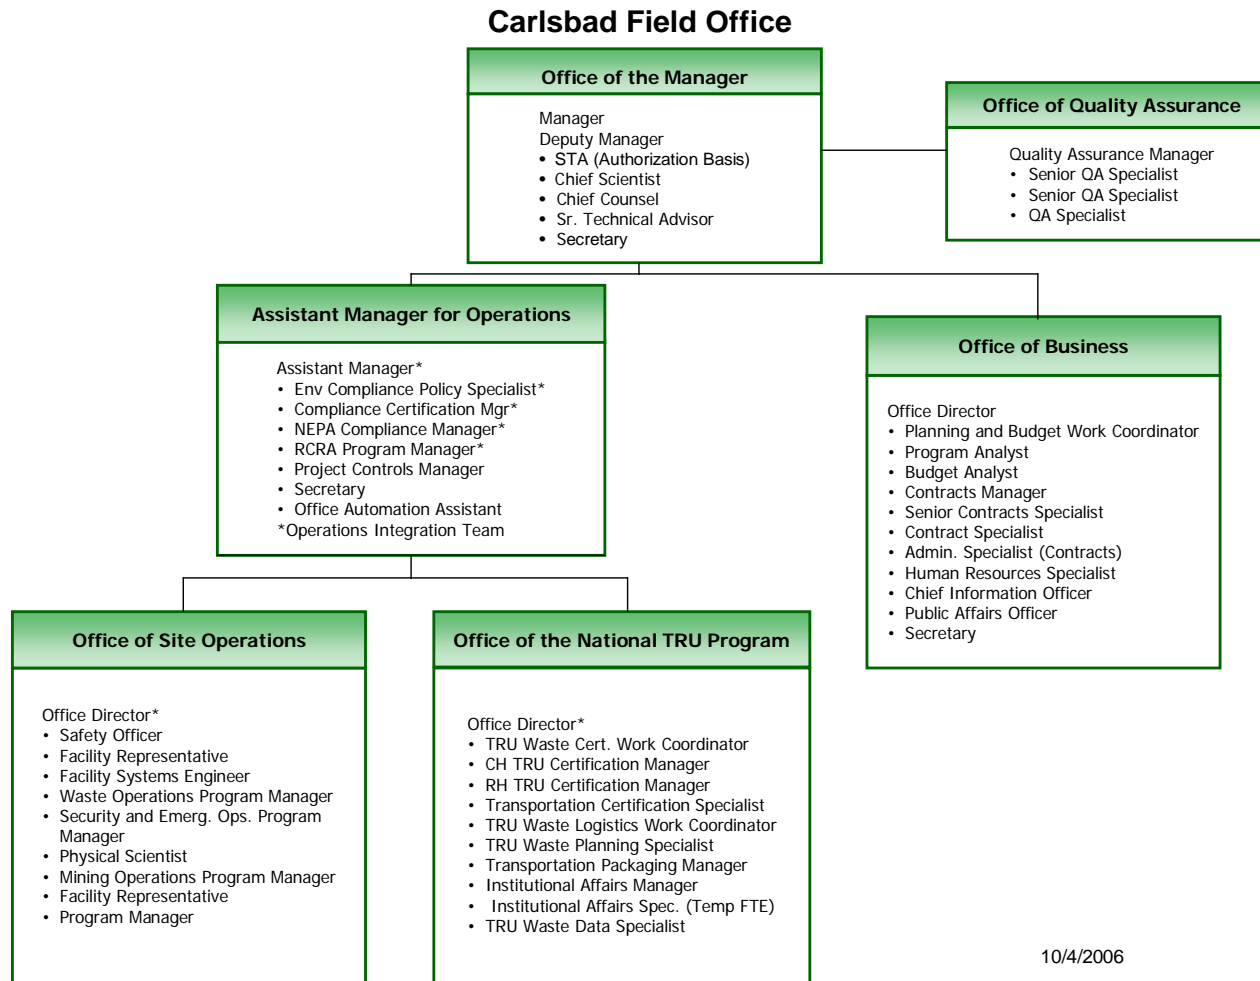 Carlsbad Field Office
Office of the Manager
Manager
Deputy Manager
• STA (Authorization Basis)
• Chief Scientist
• Chief Counsel
• Sr. Technical Advisor
• Secretary
Office of Quality Assurance
Quality Assurance Manager
• Senior QA Specialist
• Senior QA Specialist
• QA Specialist
Assistant Manager for Operations
Assistant Manager*
• Env Compliance Policy Specialist*
• Compliance Certification Mgr*
• NEPA Compliance Manager*
• RCRA Program Manager*
• Project Controls Manager
• Secretary
• Office Automation Assistant
*Operations Integration Team
Office of Business
Office Director
• Planning and Budget Work Coordinator
• Program Analyst
• Budget Analyst
• Contracts Manager
• Senior Contracts Specialist
• Contract Specialist
• Admin. Specialist (Contracts)
• Human Resources Specialist
• Chief Information Officer
• Public Affairs Officer
• Secretary
Office of Site Operations
Office Director*
• Safety Officer
• Facility Representative
• Facility Systems Engineer
• Waste Operations Program Manager
• Security and Emerg. Ops. Program
Manager
• Physical Scientist
• Mining Operations Program Manager
• Facility Representative
• Program Manager
Office of the National TRU Program
Office Director*
• TRU Waste Cert. Work Coordinator
• CH TRU Certification Manager
• RH TRU Certification Manager
• Transportation Certification Specialist
• TRU Waste Logistics Work Coordinator
• TRU Waste Planning Specialist
• Transportation Packaging Manager
• Institutional Affairs Manager
• Institutional Affairs Spec. (Temp FTE)
• TRU Waste Data Specialist
10/4/2006